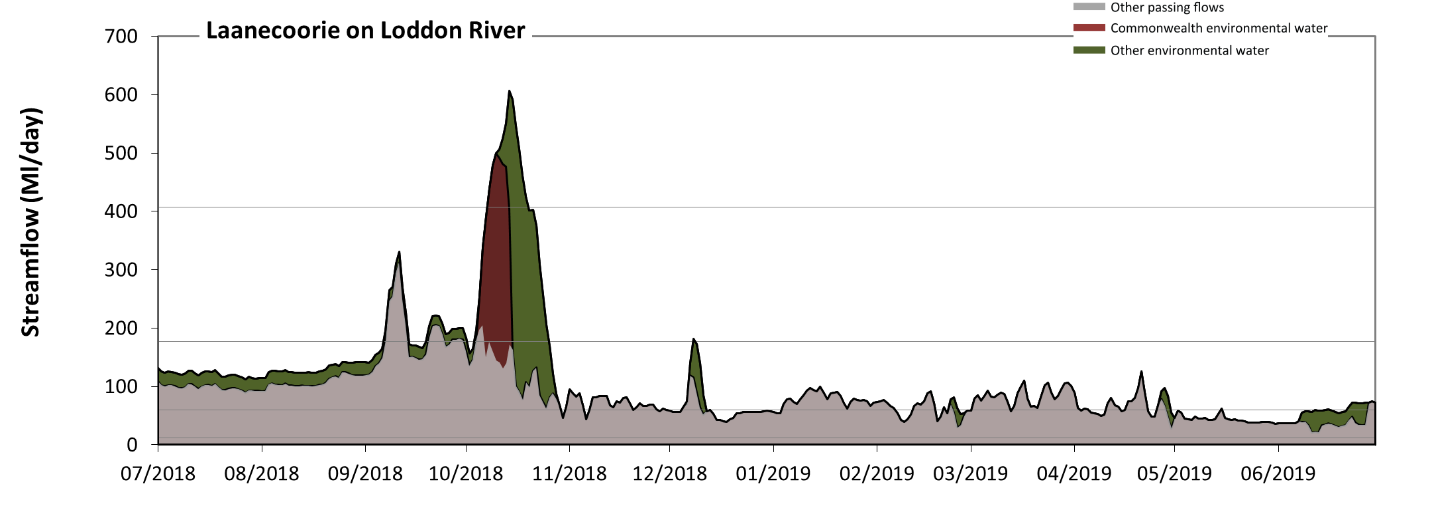 Other passing flows
Laanecoorie on Loddon River
Commonwealth environmental water
Other environmental water
Streamflow (Ml/day)
700
600
500
400
300
200
100
0
07/2018 08/2018 09/2018 10/2018 11/2018 12/2018 01/2019 02/2019 03/2019 04/2019 05/2019 06/2019